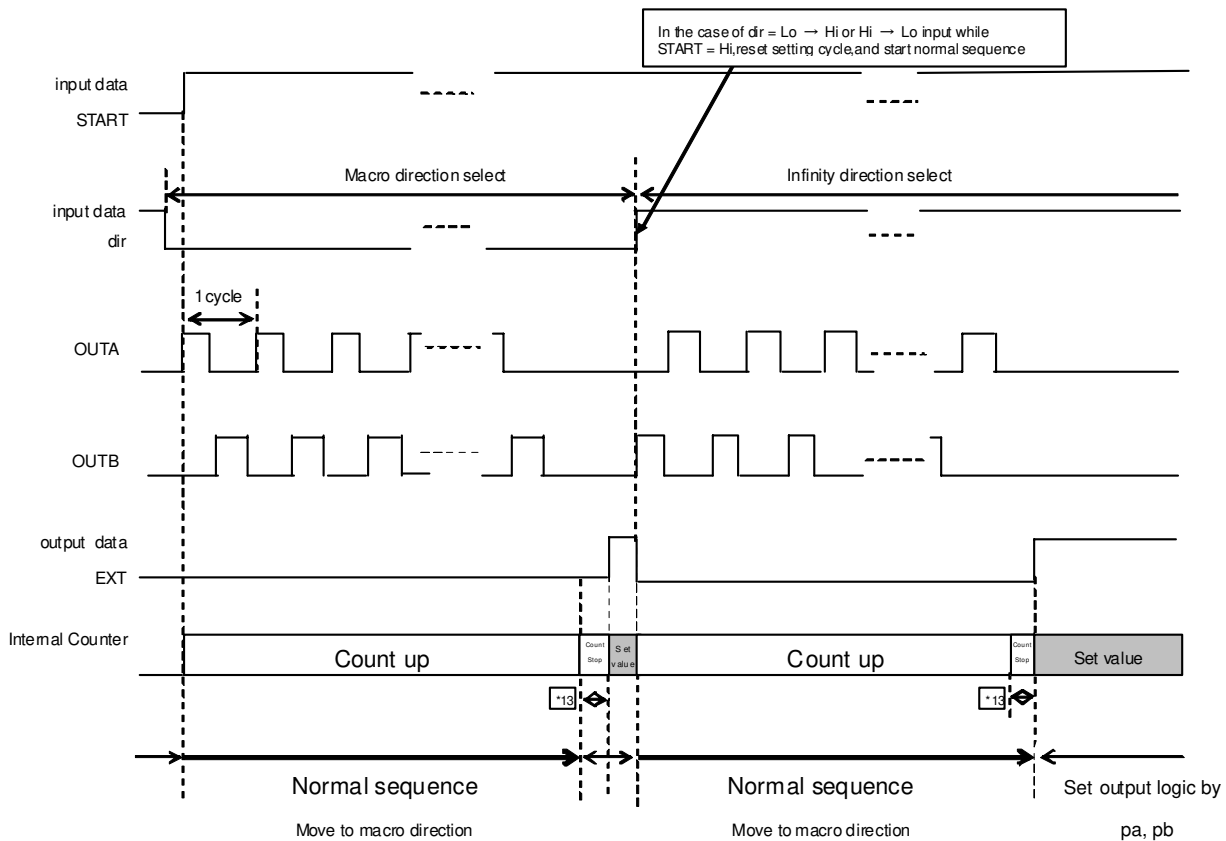 In the case of dir = Lo → Hi or Hi → Lo input while
START = Hi,reset setting cycle,and start normal sequence
input data
START
Macro direction select
Infinity direction select
input data
dir
1cycle
OUTA
OUTB
output data
EXT
Internal Counter
Count up
Count
Stop
Set
value
Count up
Count
Stop
Set value
*13
*13
Normal sequence
Normal sequence
Set output logic by
Move to macro direction
Move to macro direction
pa, pb